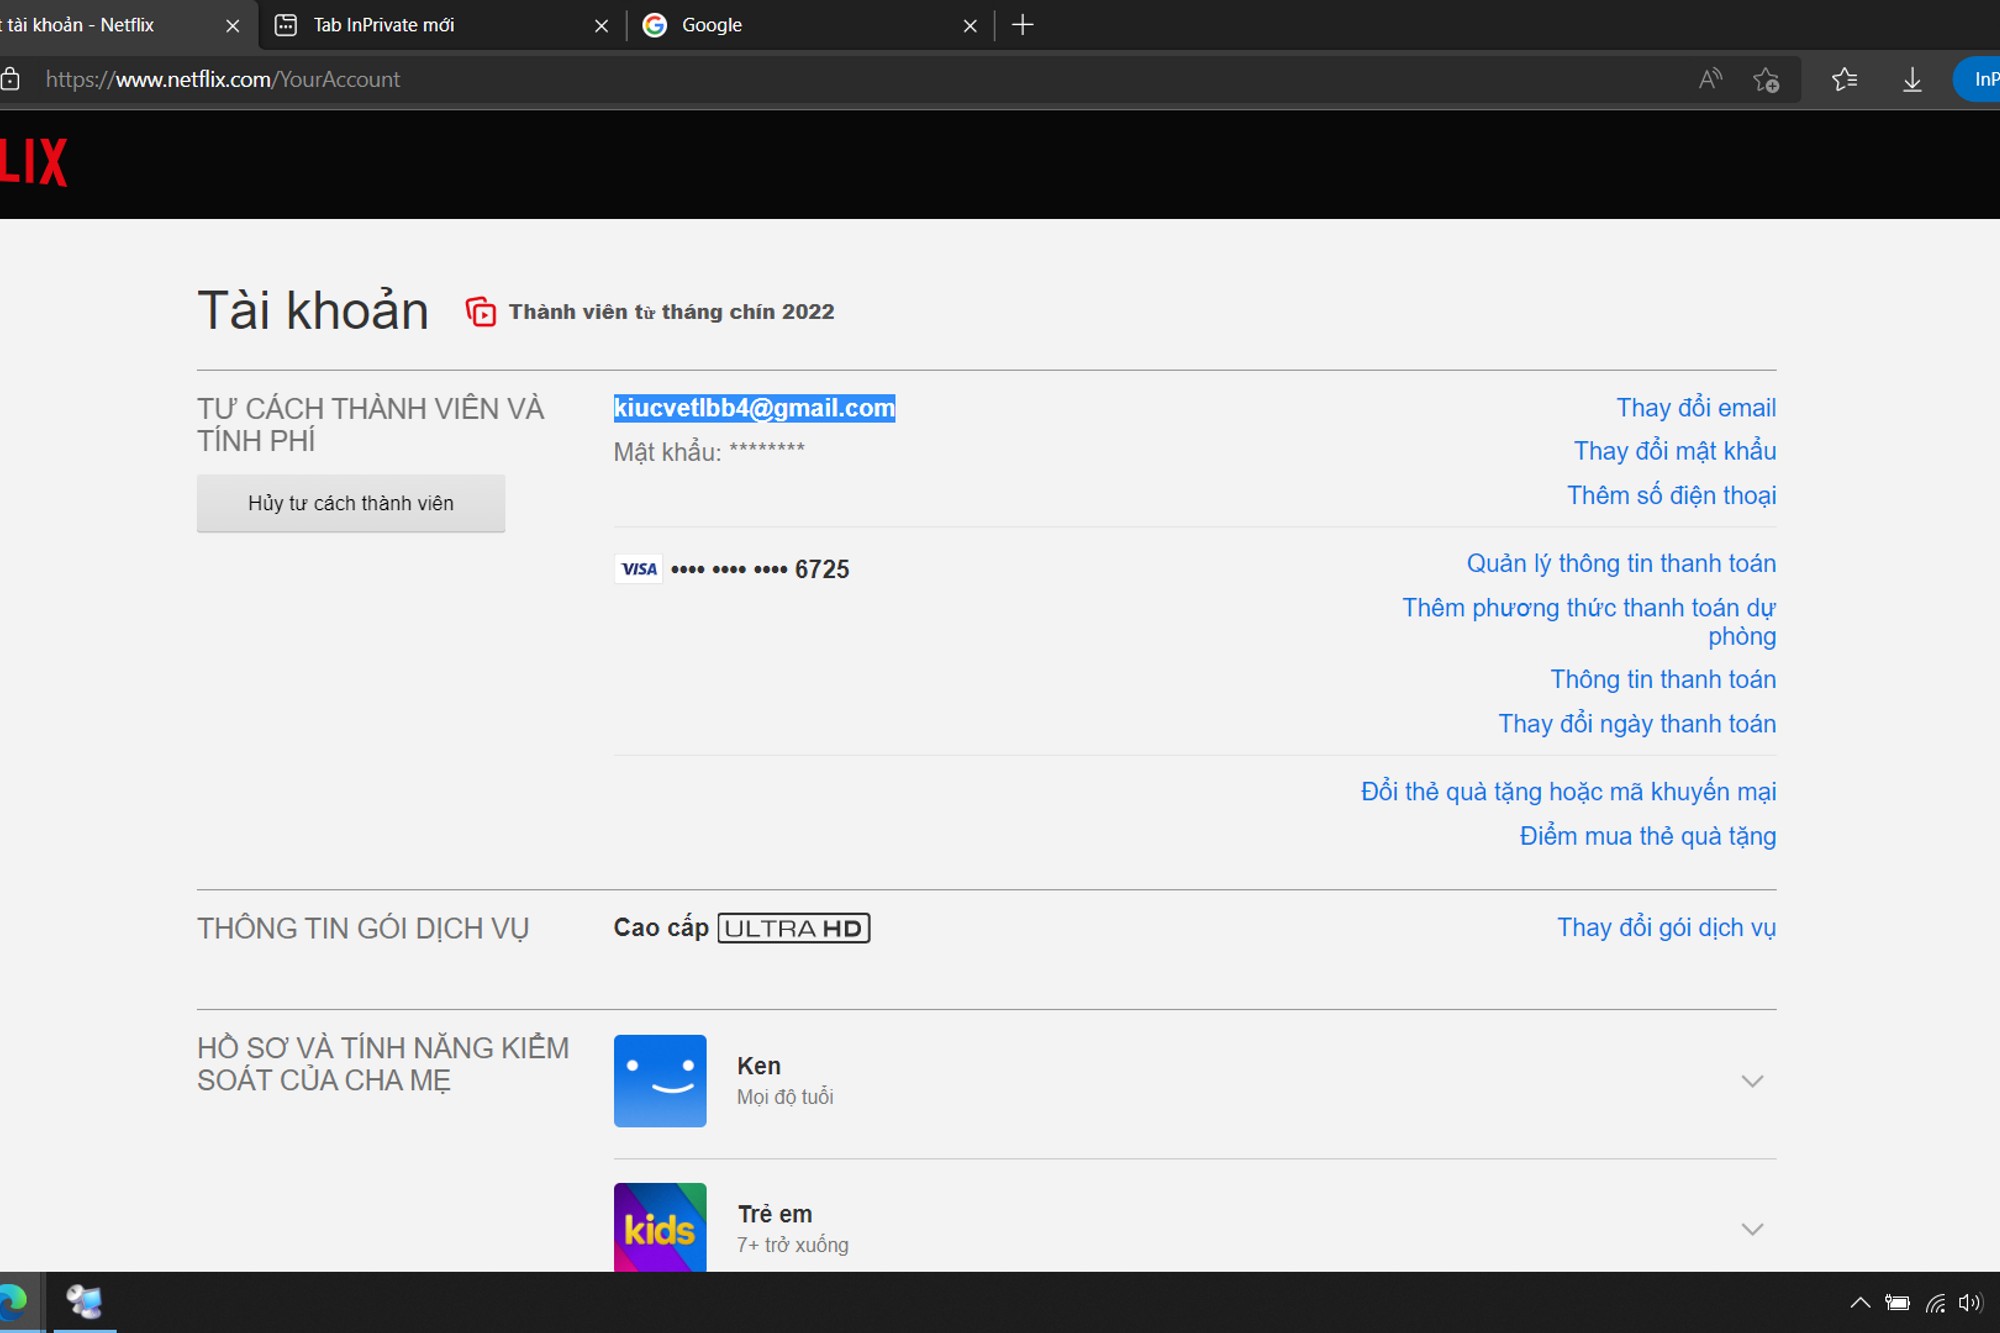 t tài khoản - Netflix
Tab InPrivate mới
Google
https://www.netflix.com/YourAccount
InP
LIX
Tài khoản
Thành viên từ tháng chín 2022
TƯ CÁCH THÀNH VIÊN VÀ
TÍNH PHÍ
Hủy tư cách thành viên
kiucvetlbb4@gmail.com
Mật khẩu: ********
Thay đổi email
Thay đổi mật khẩu
Thêm số điện thoại
VISA •••• •••• •••• 6725
Quản lý thông tin thanh toán
Thêm phương thức thanh toán dự
phòng
Thông tin thanh toán
Thay đổi ngày thanh toán
Đổi thẻ quà tặng hoặc mã khuyến mại
Điểm mua thẻ quà tặng
THÔNG TIN GÓI DỊCH VỤ
Cao cấp ULTRA HD
Thay đổi gói dịch vụ
HỒ SƠ VÀ TÍNH NĂNG KIỂM
SOÁT CỦA CHA MẸ
Ken
Mọi độ tuổi
kids
Trẻ em
7+ trở xuống